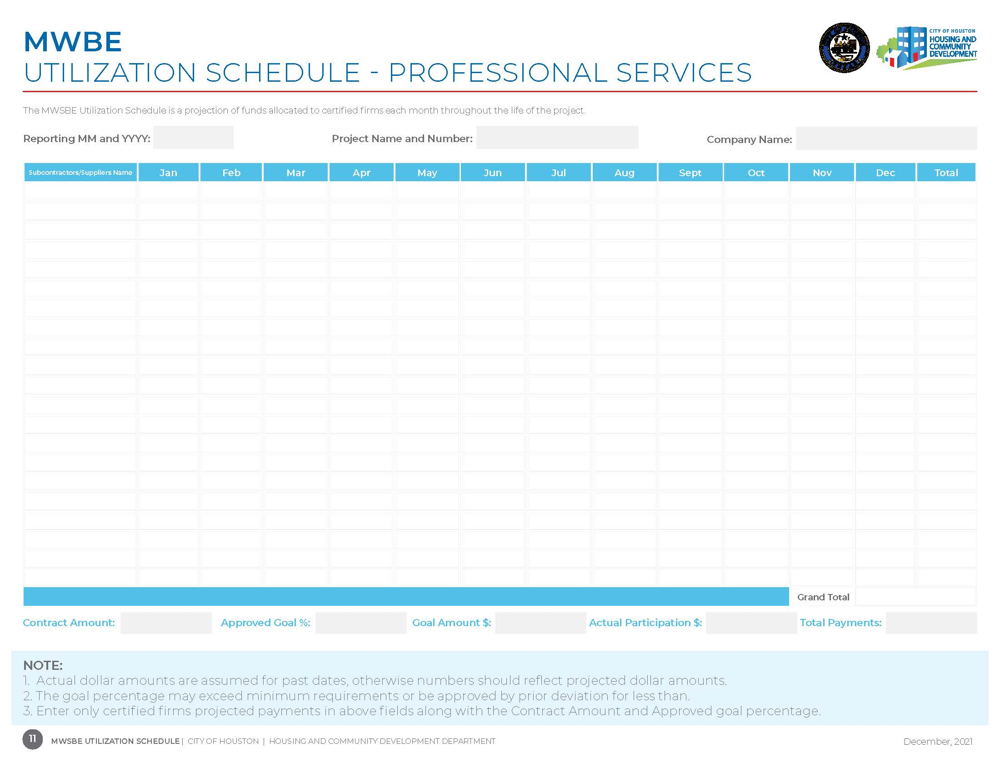 MWBE
UTILIZATION SCHEDULE - PROFESSIONAL SERVICES
CITY OF HOUSTON
HOUSING AND
COMMUNITY
DEVELOPMENT
The MWSBE Utilization Schedule is a projection of funds allocated to certified firms each month throughout the life of the project.
Reporting MM and YYYY: Project Name and Number: Company Name:
Subcontractors/Suppliers Name Jan Feb Mar Apr May Jun Jul Aug Sept Oct Nov Dec Total
Grand Total
Contract Amount: Approved Goal %: Goal Amount $: Actual Participation $: Total Payments:
NOTE:
1. Actual dollar amounts are assumed for past dates, otherwise numbers should reflect projected dollar amounts.
2. The goal percentage may exceed minimum requirements or be approved by prior deviation for less than.
3. Enter only certified firms projected payments in above fields along with the Contract Amount and Approved goal percentage.
11 MWSBE UTILIZATION SCHEDULE | CITY OF HOUSTON | HOUSING AND COMMUNITY DEVELOPMENT DEPARTMENT December, 2021